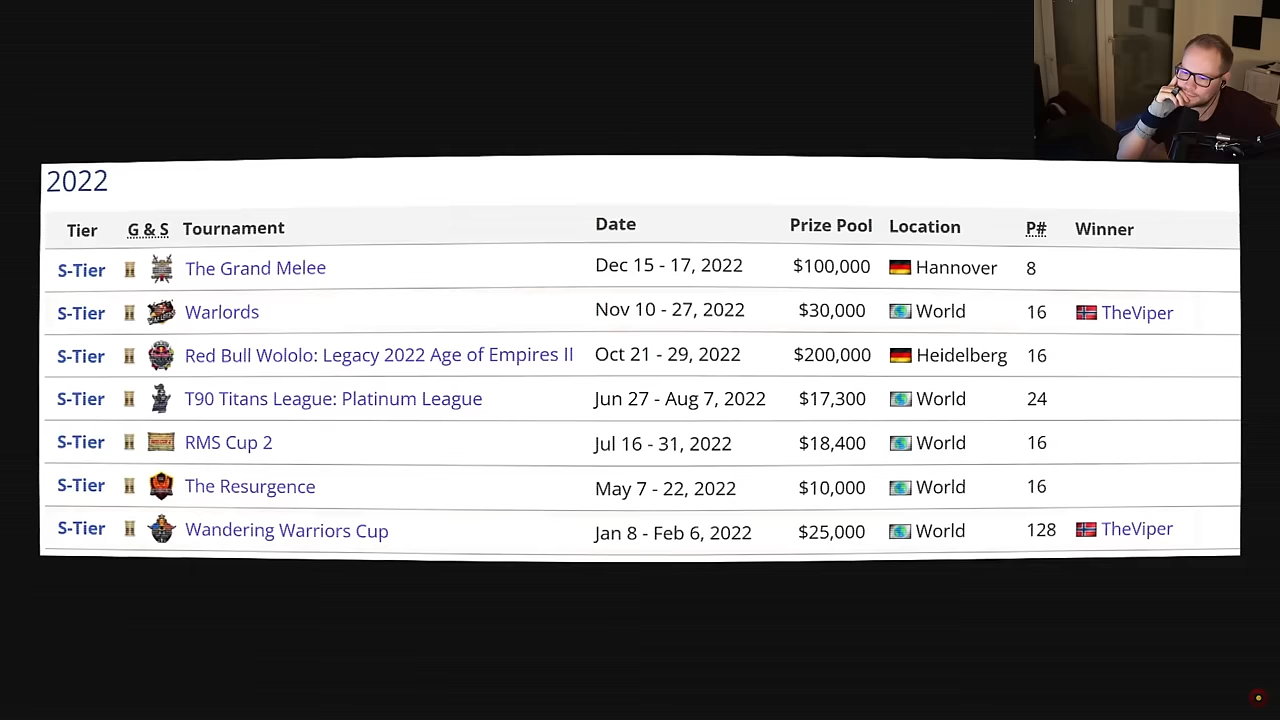 2022
Tier G & S Tournament Date Prize Pool Location P# Winner
S-Tier The Grand Melee Dec 15 - 17, 2022 $100,000 Hannover 8
S-Tier Warlords Nov 10 - 27, 2022 $30,000 World 16 TheViper
S-Tier Red Bull Wololo: Legacy 2022 Age of Empires II Oct 21 - 29, 2022 $200,000 Heidelberg 16
S-Tier T90 Titans League: Platinum League Jun 27 - Aug 7, 2022 $17,300 World 24
S-Tier RMS Cup 2 Jul 16 - 31, 2022 $18,400 World 16
S-Tier The Resurgence May 7 - 22, 2022 $10,000 World 16
S-Tier Wandering Warriors Cup Jan 8 - Feb 6, 2022 $25,000 World 128 TheViper